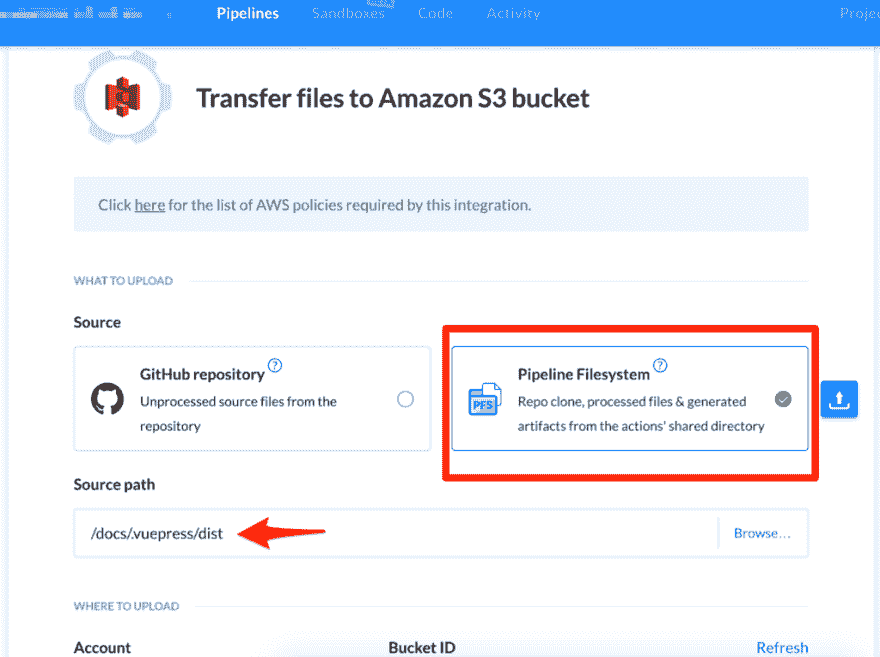 Pipelines Sandboxes Code Activity
Transfer files to Amazon S3 bucket
Click here for the list of AWS policies required by this integration.
WHAT TO UPLOAD
Source
GitHub repository ?
Unprocessed source files from the
repository
PFS
Pipeline Filesystem ?
Repo clone, processed files & generated
artifacts from the actions' shared directory
Source path
/docs/.vuepress/dist
Browse...
WHERE TO UPLOAD
Account
Bucket ID
Refresh